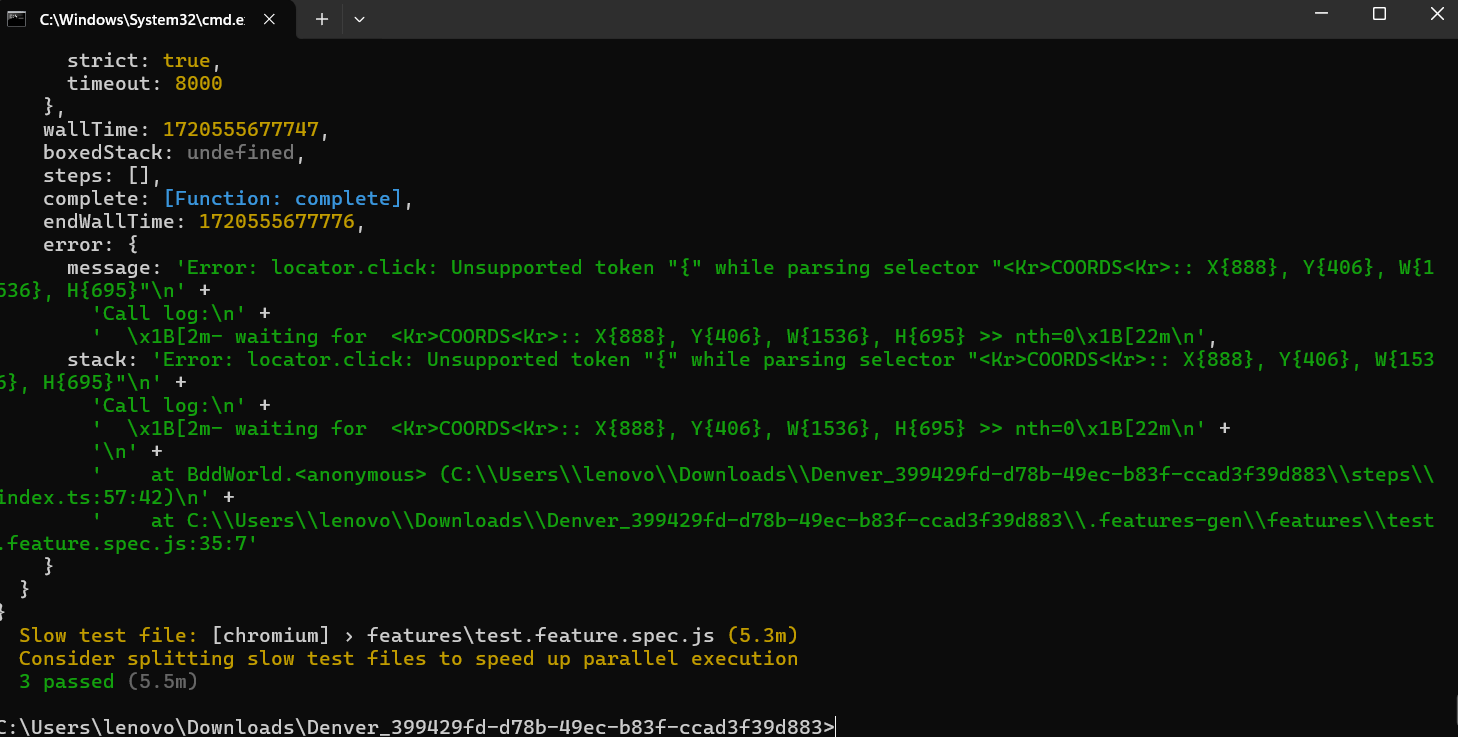 C:\Windows\System32\cmd.e
strict: true,
timeout: 8000
},
wallTime: 1720555677747,
boxedStack: undefined,
steps: [],
complete: [Function: complete],
endWallTime: 1720555677776,
error: {
message: 'Error: locator.click: Unsupported token "{" while parsing selector "<Kr>COORDS<Kr>:: X{888}, Y{406}, W{1
536}, H{695}"\n' +
'Call log:\n' +
'  \x1B[2m- waiting for  <Kr>COORDS<Kr>:: X{888}, Y{406}, W{1536}, H{695} >> nth=0\x1B[22m\n',
stack: 'Error: locator.click: Unsupported token "{" while parsing selector "<Kr>COORDS<Kr>:: X{888}, Y{406}, W{153
6}, H{695}"\n' +
'Call log:\n' +
'  \x1B[2m- waiting for  <Kr>COORDS<Kr>:: X{888}, Y{406}, W{1536}, H{695} >> nth=0\x1B[22m\n' +
'\n' +
'    at BddWorld.<anonymous> (C:\\Users\\lenovo\\Downloads\\Denver_399429fd-d78b-49ec-b83f-ccad3f39d883\\steps\\
index.ts:57:42)\n' +
'    at C:\\Users\\lenovo\\Downloads\\Denver_399429fd-d78b-49ec-b83f-ccad3f39d883\\.features-gen\\features\\test
.feature.spec.js:35:7'
}
}
}
Slow test file: [chromium] › features\test.feature.spec.js (5.3m)
Consider splitting slow test files to speed up parallel execution
3 passed (5.5m)
C:\Users\lenovo\Downloads\Denver_399429fd-d78b-49ec-b83f-ccad3f39d883>